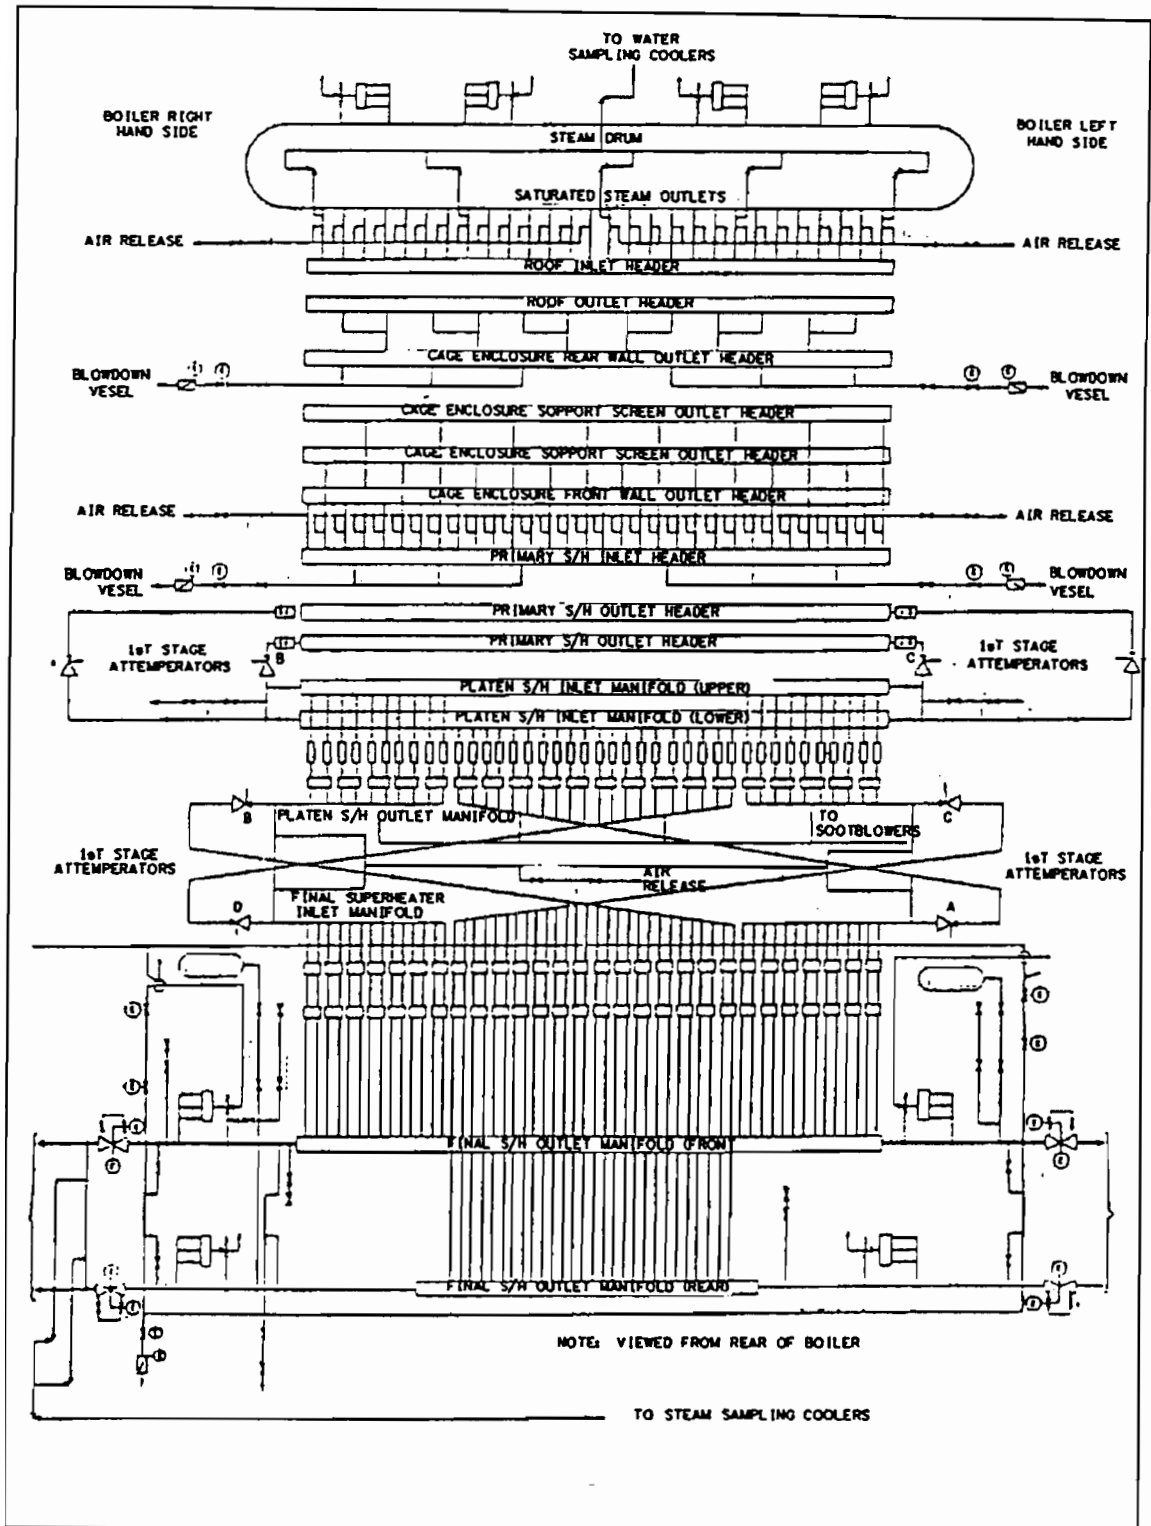 TO WATER
SAMPLING COOLERS
BOILER RIGHT
HAND SIDE
BOILER LEFT
HAND SIDE
STEAM DRUM
SATURATED STEAM OUTLETS
AIR RELEASE
AIR RELEASE
ROOF INLET HEADER
ROOF OUTLET HEADER
CAGE ENCLOSURE REAR WALL OUTLET HEADER
BLOWDOWN
VESEL
BLOWDOWN
VESEL
CAGE ENCLOSURE SOPPORT SCREEN OUTLET HEADER
CAGE ENCLOSURE SOPPORT SCREEN OUTLET HEADER
CAGE ENCLOSURE FRONT WALL OUTLET HEADER
AIR RELEASE
AIR RELEASE
PRIMARY S/H INLET HEADER
BLOWDOWN
VESEL
BLOWDOWN
VESEL
PRIMARY S/H OUTLET HEADER
PRIMARY S/H OUTLET HEADER
1sT STAGE
ATTEMPERATORS
B
C
1sT STAGE
ATTEMPERATORS
PLATEN S/H INLET MANIFOLD (UPPER)
PLATEN S/H INLET MANIFOLD (LOWER)
B
PLATEN S/H OUTLET MANIFOLD
TO
SOOTBLOWERS
C
1sT STAGE
ATTEMPERATORS
AIR
RELEASE
1sT STAGE
ATTEMPERATORS
FINAL SUPERHEATER
INLET MANIFOLD
D
A
FINAL S/H OUTLET MANIFOLD (FRONT
FINAL S/H OUTLET MANIFOLD (REAR)
NOTE: VIEWED FROM REAR OF BOILER
TO STEAM SAMPLING COOLERS